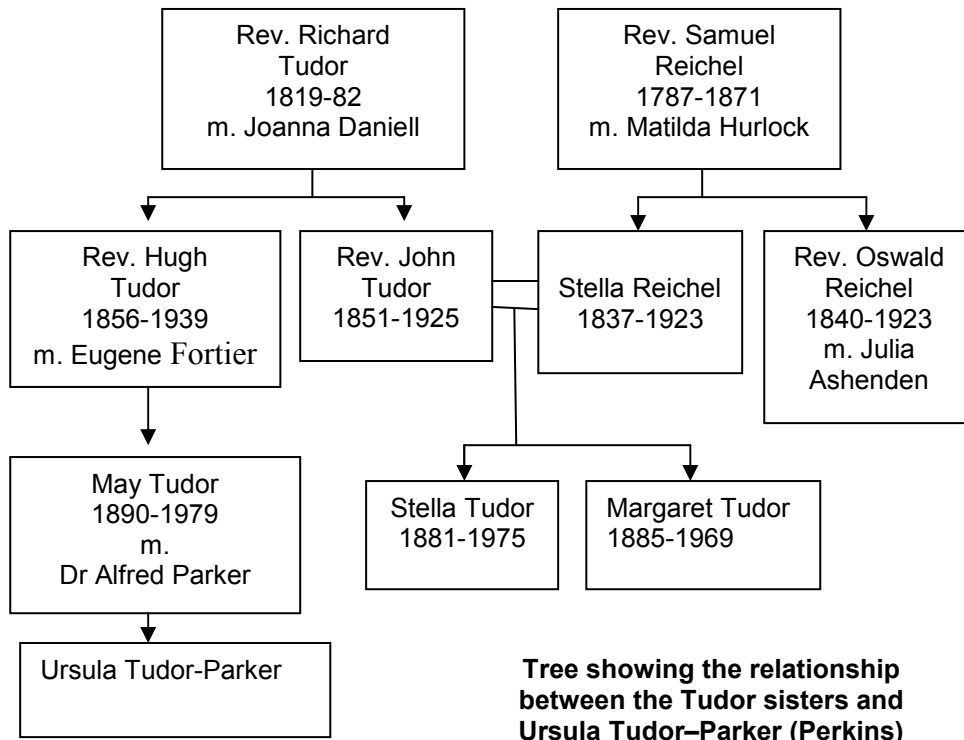 Rev. Richard
Tudor
1819-82
m. Joanna Daniell
Rev. Samuel
Reichel
1787-1871
m. Matilda Hurlock
Rev. Hugh
Tudor
1856-1939
m. Eugene Fortier
Rev. John
Tudor
1851-1925
Stella Reichel
1837-1923
Rev. Oswald
Reichel
1840-1923
m. Julia
Ashenden
May Tudor
1890-1979
m.
Dr Alfred Parker
Stella Tudor
1881-1975
Margaret Tudor
1885-1969
Ursula Tudor-Parker
Tree showing the relationship
between the Tudor sisters and
Ursula Tudor–Parker (Perkins)